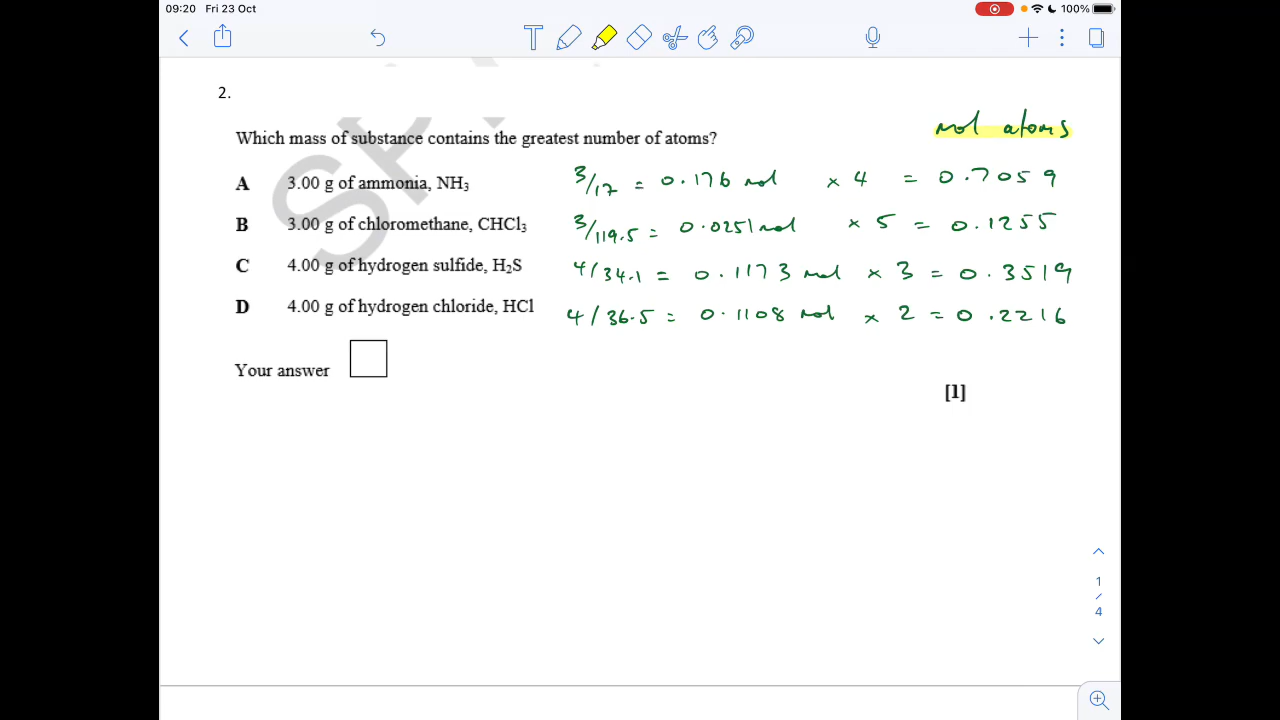 09:20 Fri 23 Oct 100%
2.
mol atoms
Which mass of substance contains the greatest number of atoms?
A 3.00 g of ammonia, NH₃ 3/17 = 0.176 mol × 4 = 0.7059
B 3.00 g of chloromethane, CHCl₃ 3/119.5 = 0.0251 mol × 5 = 0.1255
C 4.00 g of hydrogen sulfide, H₂S 4/34.1 = 0.1173 mol × 3 = 0.3519
D 4.00 g of hydrogen chloride, HCl 4/36.5 = 0.1108 mol × 2 = 0.2216
Your answer
[1]
1
/
4